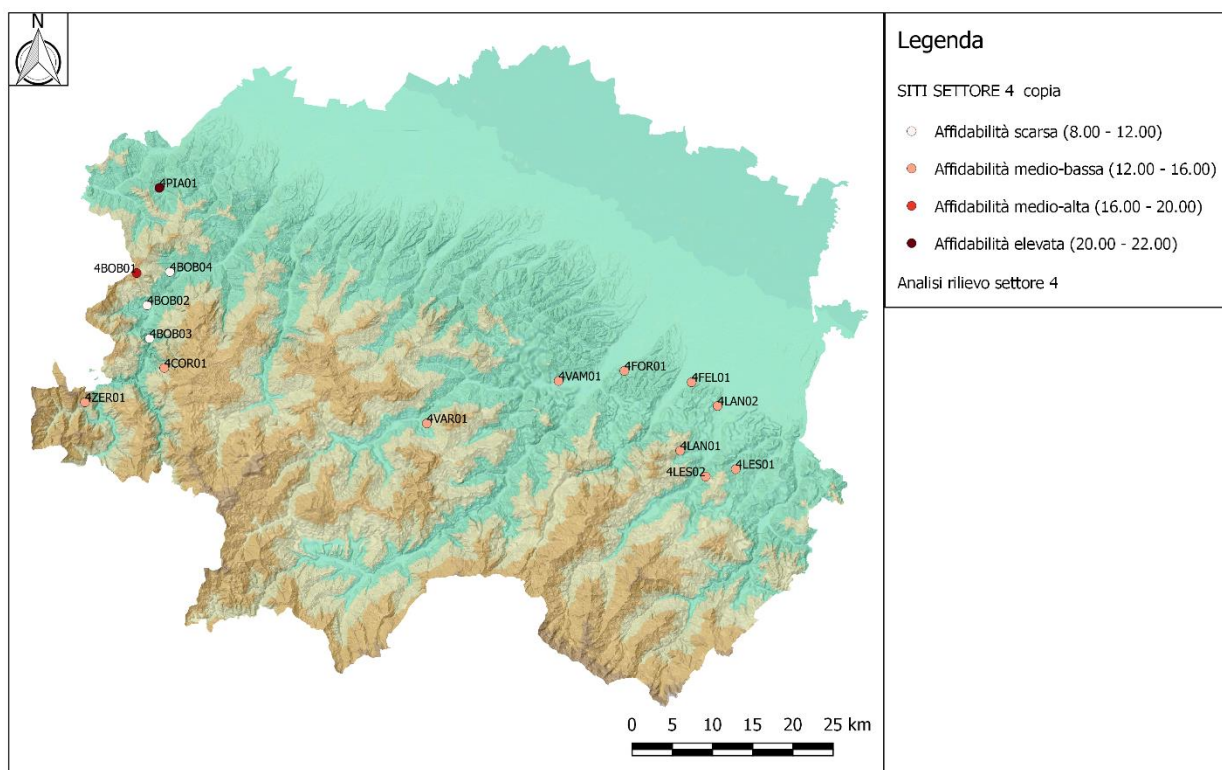 N
4PIA01
4BOB01
4BOB04
4BOB02
4BOB03
4COR01
4ZER01
4VAR01
4VAM01
4FOR01
4FEL01
4LAN02
4LAN01
4LES02
4LES01
0 5 10 15 20 25 km
Legenda
SITI SETTORE 4 copia
Affidabilità scarsa (8.00 - 12.00)
Affidabilità medio-bassa (12.00 - 16.00)
Affidabilità medio-alta (16.00 - 20.00)
Affidabilità elevata (20.00 - 22.00)
Analisi rilievo settore 4